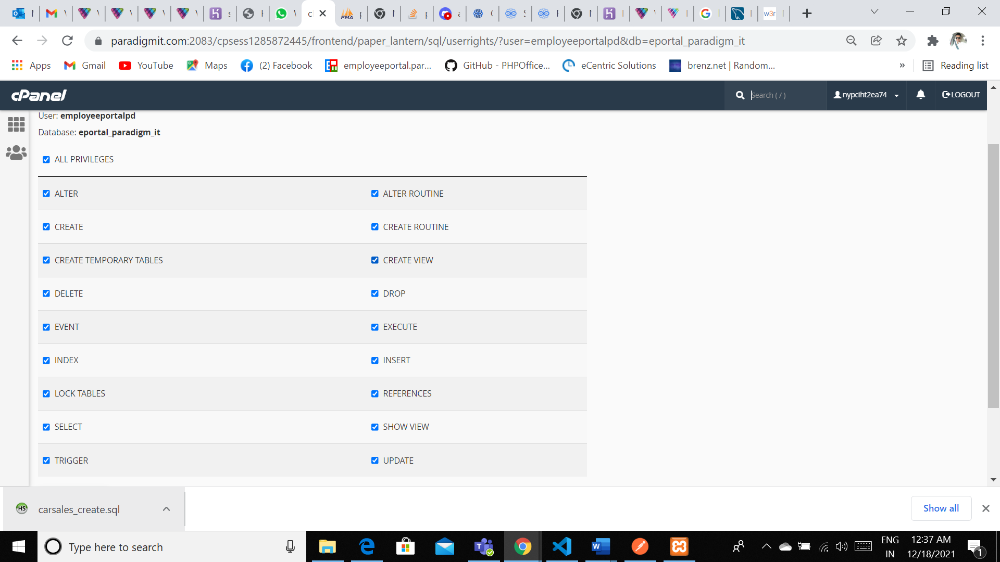 paradigmit.com:2083/cpsess1285872445/frontend/paper_lantern/sql/userrights/?user=employeeportalpd&db=eportal_paradigm_it
Apps
Gmail
YouTube
Maps
(2) Facebook
employeeportal.par...
GitHub - PHPOffice...
eCentric Solutions
brenz.net | Random...
»
Reading list
cPanel
Search ( / )
nypciht2ea74
LOGOUT
User: employeeportalpd
Database: eportal_paradigm_it
ALL PRIVILEGES
ALTER
ALTER ROUTINE
CREATE
CREATE ROUTINE
CREATE TEMPORARY TABLES
CREATE VIEW
DELETE
DROP
EVENT
EXECUTE
INDEX
INSERT
LOCK TABLES
REFERENCES
SELECT
SHOW VIEW
TRIGGER
UPDATE
carsales_create.sql
Show all
Type here to search
ENG
IN
12:37 AM
12/18/2021
1